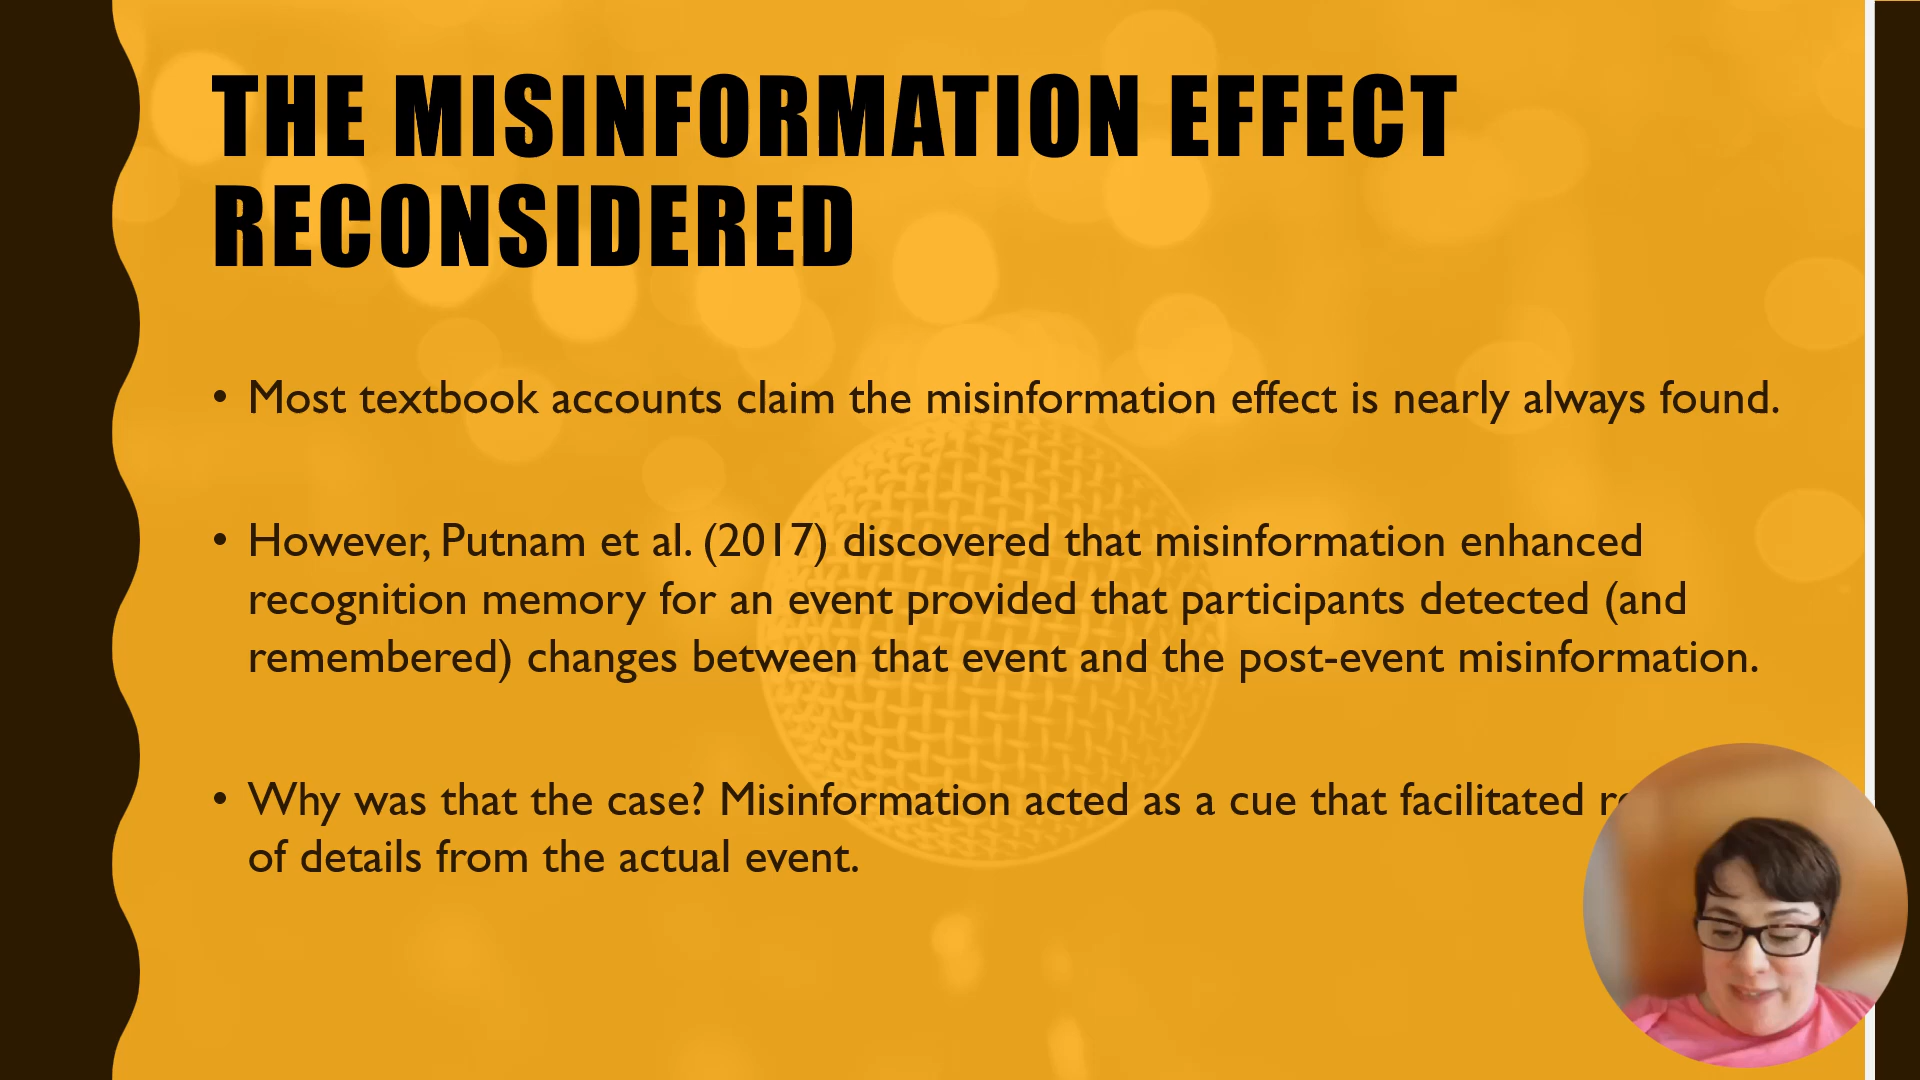 THE MISINFORMATION EFFECT
RECONSIDERED
• Most textbook accounts claim the misinformation effect is nearly always found.
• However, Putnam et al. (2017) discovered that misinformation enhanced
recognition memory for an event provided that participants detected (and
remembered) changes between that event and the post-event misinformation.
• Why was that the case? Misinformation acted as a cue that facilitated
of details from the actual event.